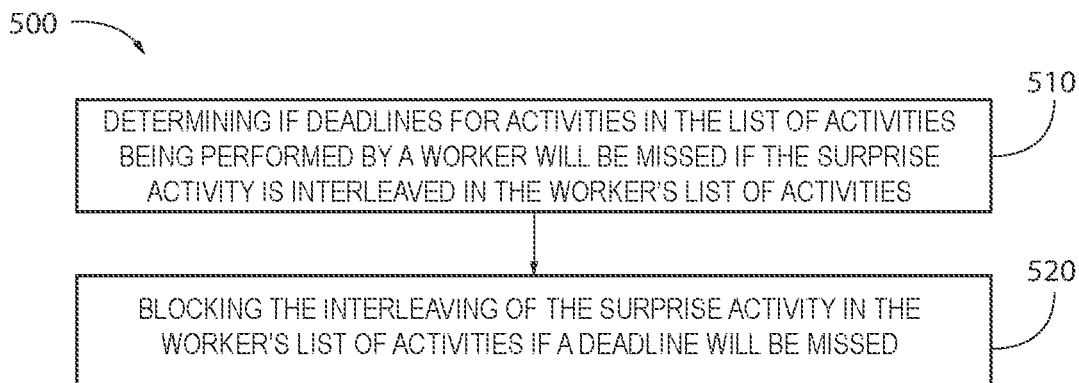 500
510
DETERMINING IF DEADLINES FOR ACTIVITIES IN THE LIST OF ACTIVITIES
BEING PERFORMED BY A WORKER WILL BE MISSED IF THE SURPRISE
ACTIVITY IS INTERLEAVED IN THE WORKER'S LIST OF ACTIVITIES
520
BLOCKING THE INTERLEAVING OF THE SURPRISE ACTIVITY IN THE
WORKER'S LIST OF ACTIVITIES IF A DEADLINE WILL BE MISSED